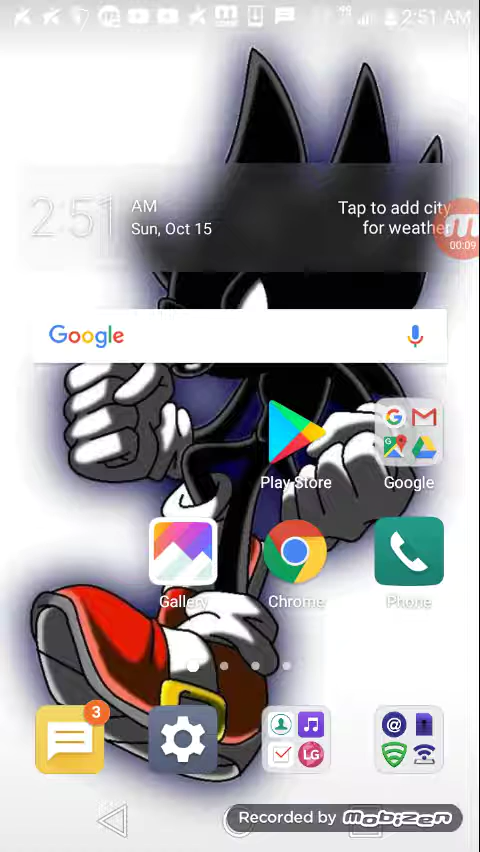 2:51 AM
2:51
AM
Sun, Oct 15
Tap to add city
for weather
00:09
Google
Play Store
Google
Gallery
Chrome
Phone
3
LG
Recorded by Mobizen